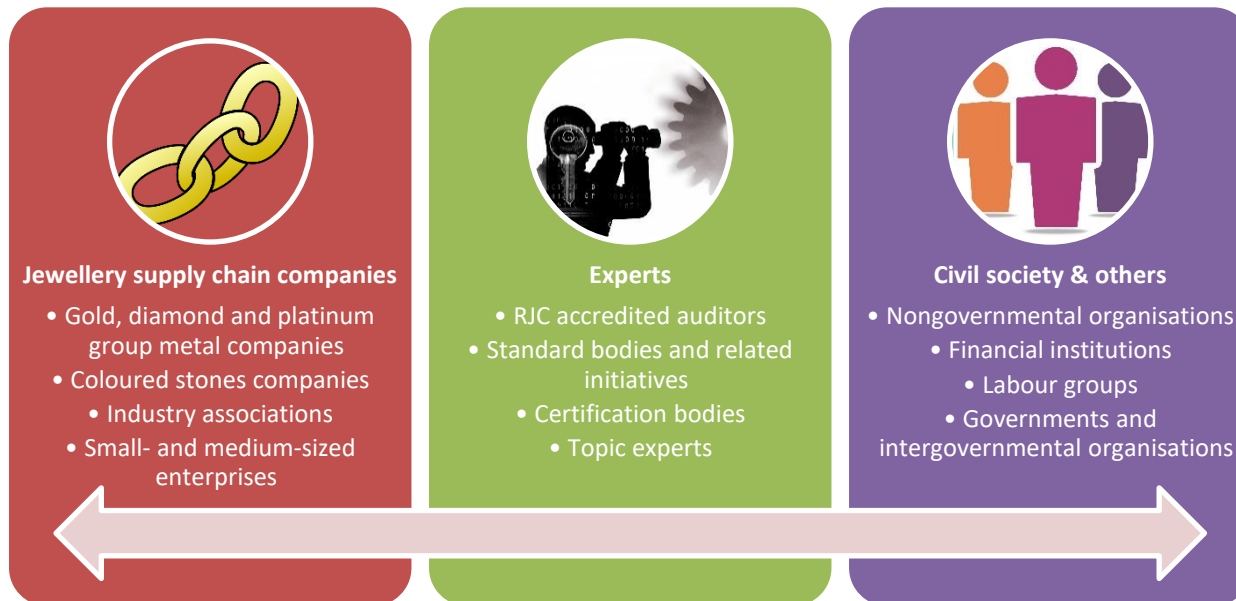 Jewellery supply chain companies
• Gold, diamond and platinum
group metal companies
• Coloured stones companies
• Industry associations
• Small- and medium-sized
enterprises
Experts
• RJC accredited auditors
• Standard bodies and related
initiatives
• Certification bodies
• Topic experts
Civil society & others
• Nongovernmental organisations
• Financial institutions
• Labour groups
• Governments and
intergovernmental organisations